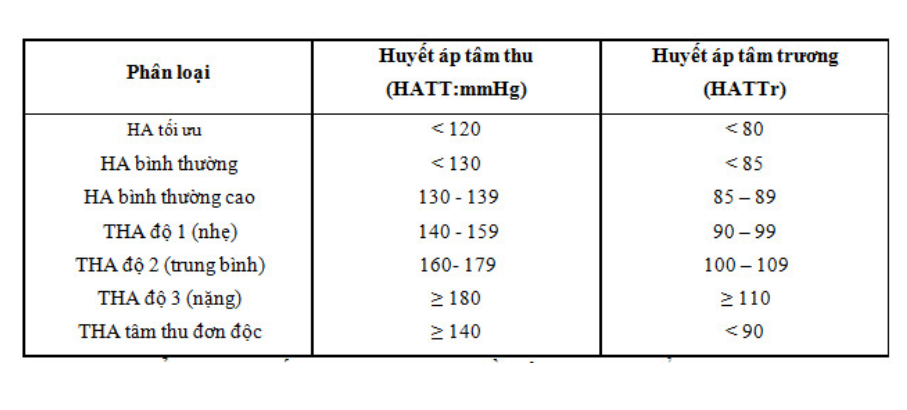 Phân loại Huyết áp tâm thu (HATT:mmHg) Huyết áp tâm trương (HATTr)
HA tối ưu < 120 < 80
HA bình thường < 130 < 85
HA bình thường cao 130 - 139 85 – 89
THA độ 1 (nhẹ) 140 - 159 90 – 99
THA độ 2 (trung bình) 160- 179 100 – 109
THA độ 3 (nặng) ≥ 180 ≥ 110
THA tâm thu đơn độc ≥ 140 < 90